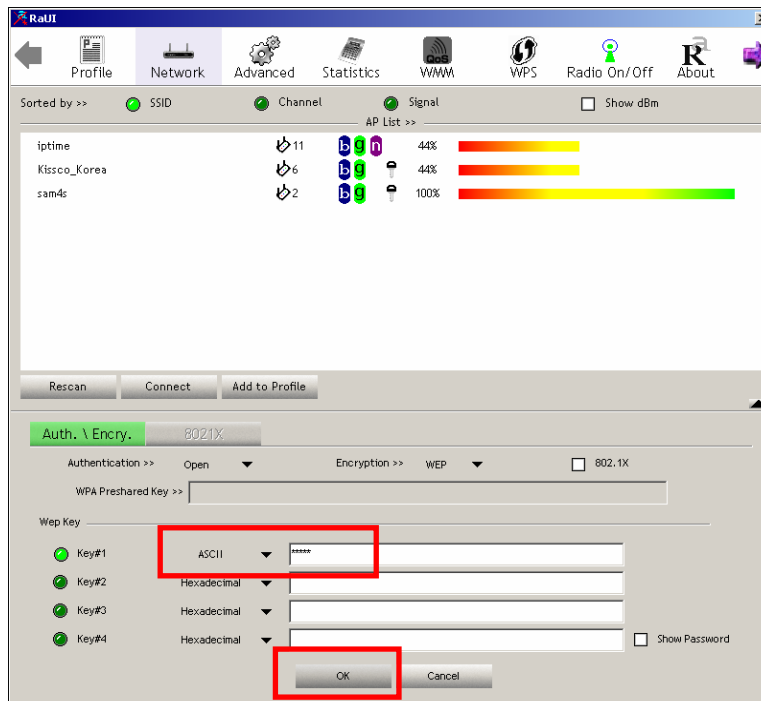 RaUI
Profile Network Advanced Statistics WMM WPS Radio On/Off About
Sorted by >> SSID Channel Signal Show dBm
AP List >>
iptime 11 b g n 44%
Kissco_Korea 6 b g 44%
sam4s 2 b g 100%
Rescan Connect Add to Profile
Auth. \ Encry. 8021X
Authentication >> Open Encryption >> WEP 802.1X
WPA Preshared Key >>
Wep Key
Key#1 ASCII *****
Key#2 Hexadecimal
Key#3 Hexadecimal
Key#4 Hexadecimal Show Password
OK Cancel